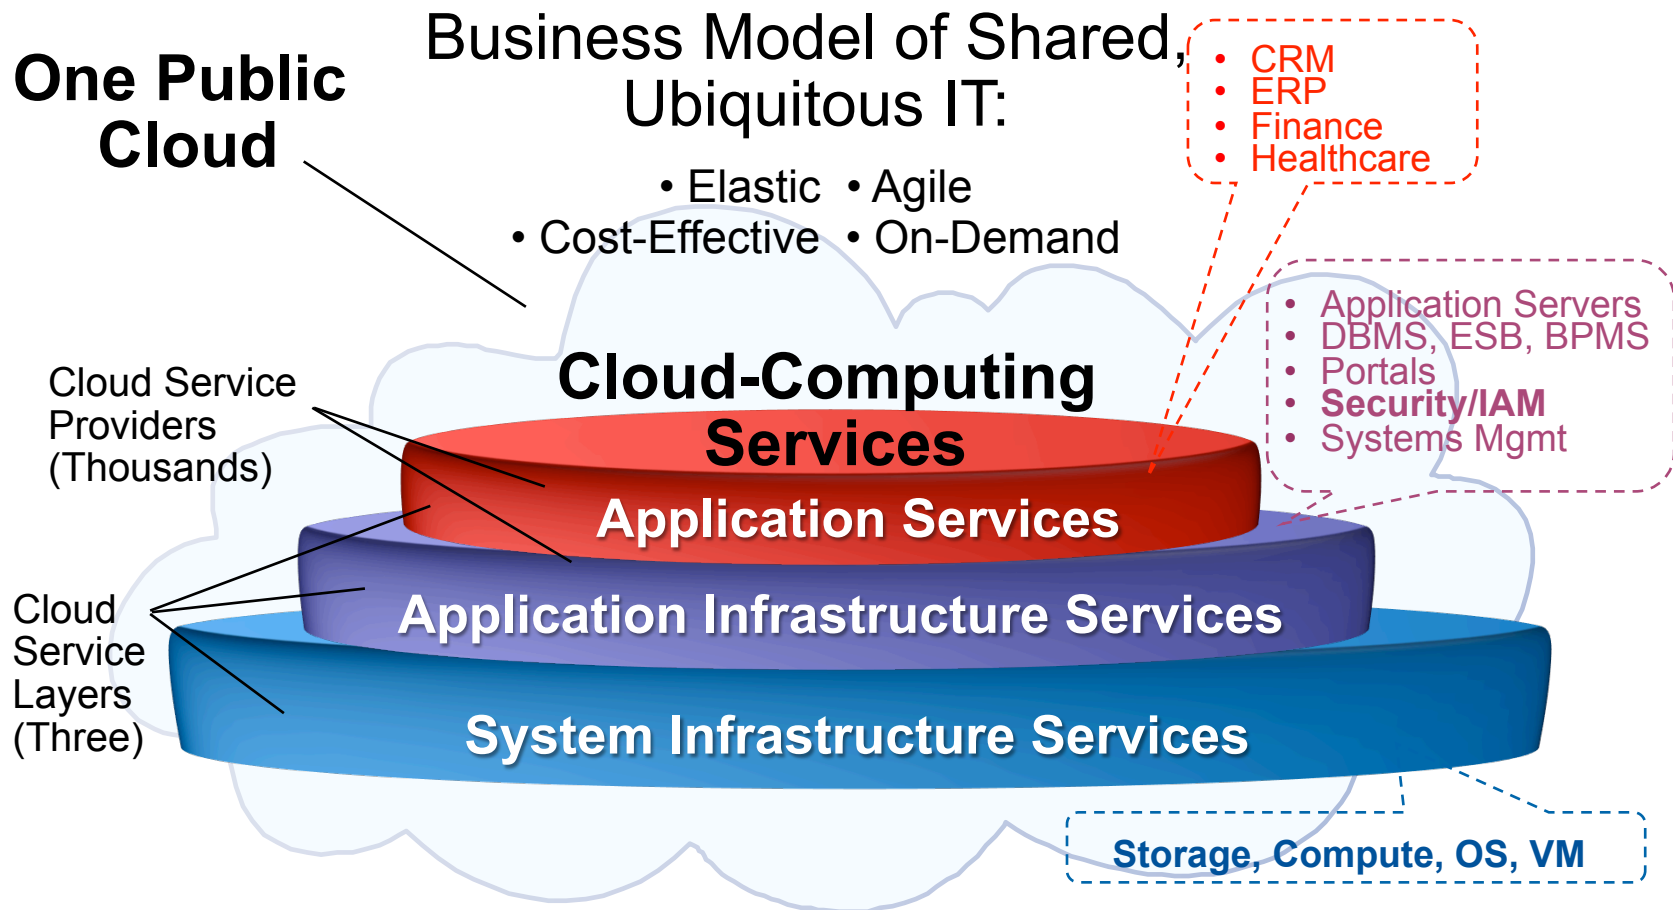 One Public
Cloud
Business Model of Shared,
Ubiquitous IT:
• Elastic • Agile
• Cost-Effective • On-Demand
• CRM
• ERP
• Finance
• Healthcare
• Application Servers
• DBMS, ESB, BPMS
• Portals
• Security/IAM
• Systems Mgmt
Cloud Service
Providers
(Thousands)
Cloud-Computing
Services
Application Services
Application Infrastructure Services
Cloud
Service
Layers
(Three)
System Infrastructure Services
Storage, Compute, OS, VM